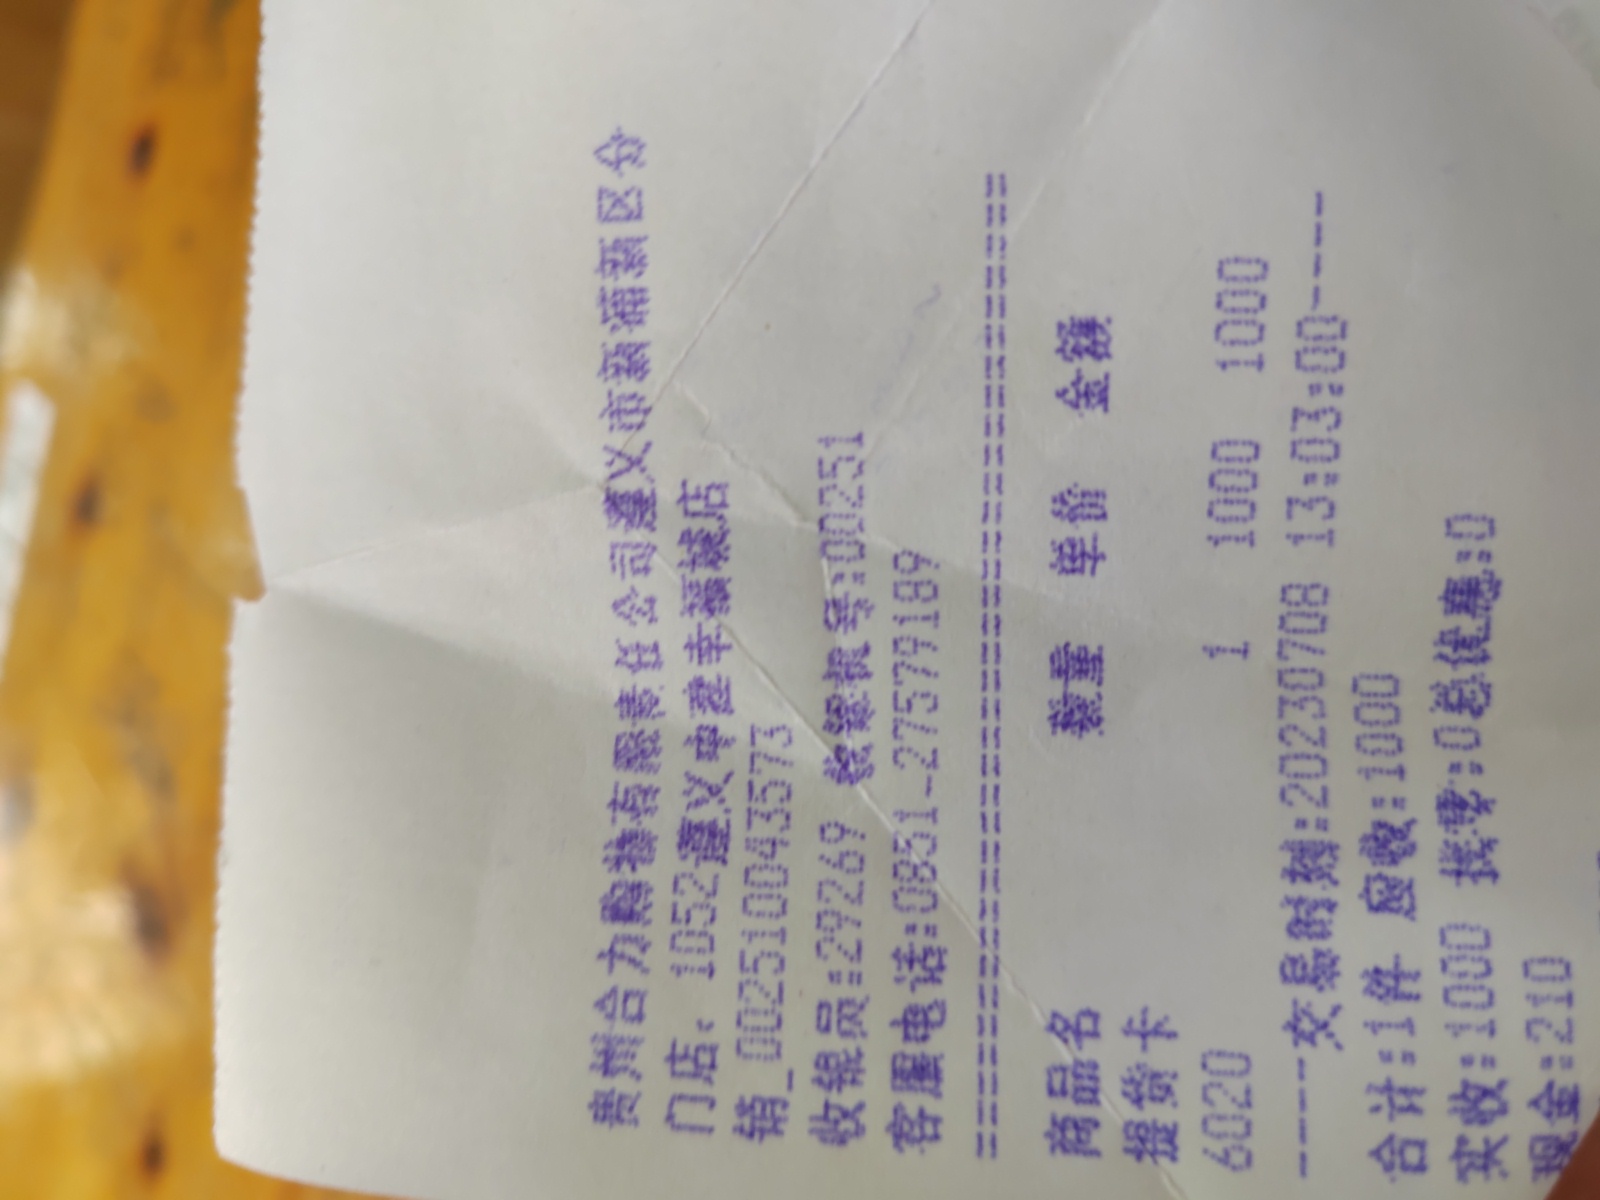 贵州合力购物有限责任公司遵义市新蒲新区分
门店: 1052遵义中建幸福城店
销_00251004357​3
收银员:29269 收银机号:00251
客服电话:0851-27579189
================================
商品名 数量 单价 金额
提货卡
6020 1 1000 1000
-----交易时刻:20230708 13:03:00-----
合计:1件 应收:1000
实收:1000 找零:0总优惠:0
现金:210